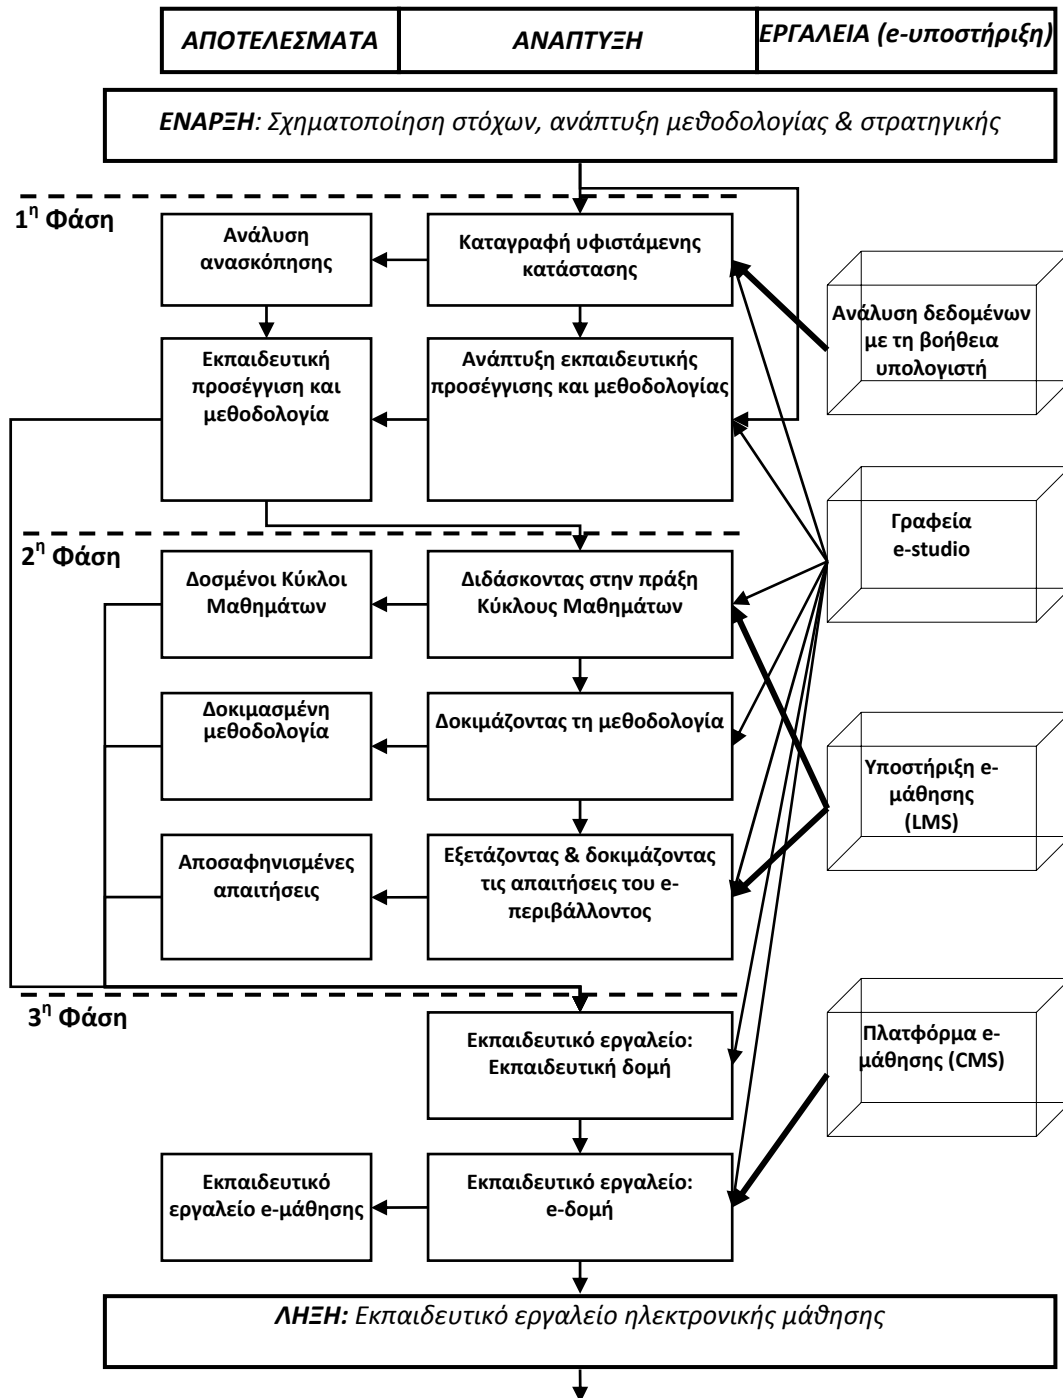 ΑΠΟΤΕΛΕΣΜΑΤΑ
ΑΝΑΠΤΥΞΗ
ΕΡΓΑΛΕΙΑ (e-υποστήριξη)
ΕΝΑΡΞΗ: Σχηματοποίηση στόχων, ανάπτυξη μεθοδολογίας & στρατηγικής
1η Φάση
Ανάλυση
ανασκόπησης
Καταγραφή υφιστάμενης
κατάστασης
Ανάλυση δεδομένων
με τη βοήθεια
υπολογιστή
Εκπαιδευτική
προσέγγιση και
μεθοδολογία
Ανάπτυξη εκπαιδευτικής
προσέγγισης και μεθοδολογίας
Γραφεία
e-studio
2η Φάση
Δοσμένοι Κύκλοι
Μαθημάτων
Διδάσκοντας στην πράξη
Κύκλους Μαθημάτων
Δοκιμασμένη
μεθοδολογία
Δοκιμάζοντας τη μεθοδολογία
Υποστήριξη e-
μάθησης
(LMS)
Αποσαφηνισμένες
απαιτήσεις
Εξετάζοντας & δοκιμάζοντας
τις απαιτήσεις του e-
περιβάλλοντος
3η Φάση
Εκπαιδευτικό εργαλείο:
Εκπαιδευτική δομή
Πλατφόρμα e-
μάθησης (CMS)
Εκπαιδευτικό
εργαλείο e-μάθησης
Εκπαιδευτικό εργαλείο:
e-δομή
ΛΗΞΗ: Εκπαιδευτικό εργαλείο ηλεκτρονικής μάθησης